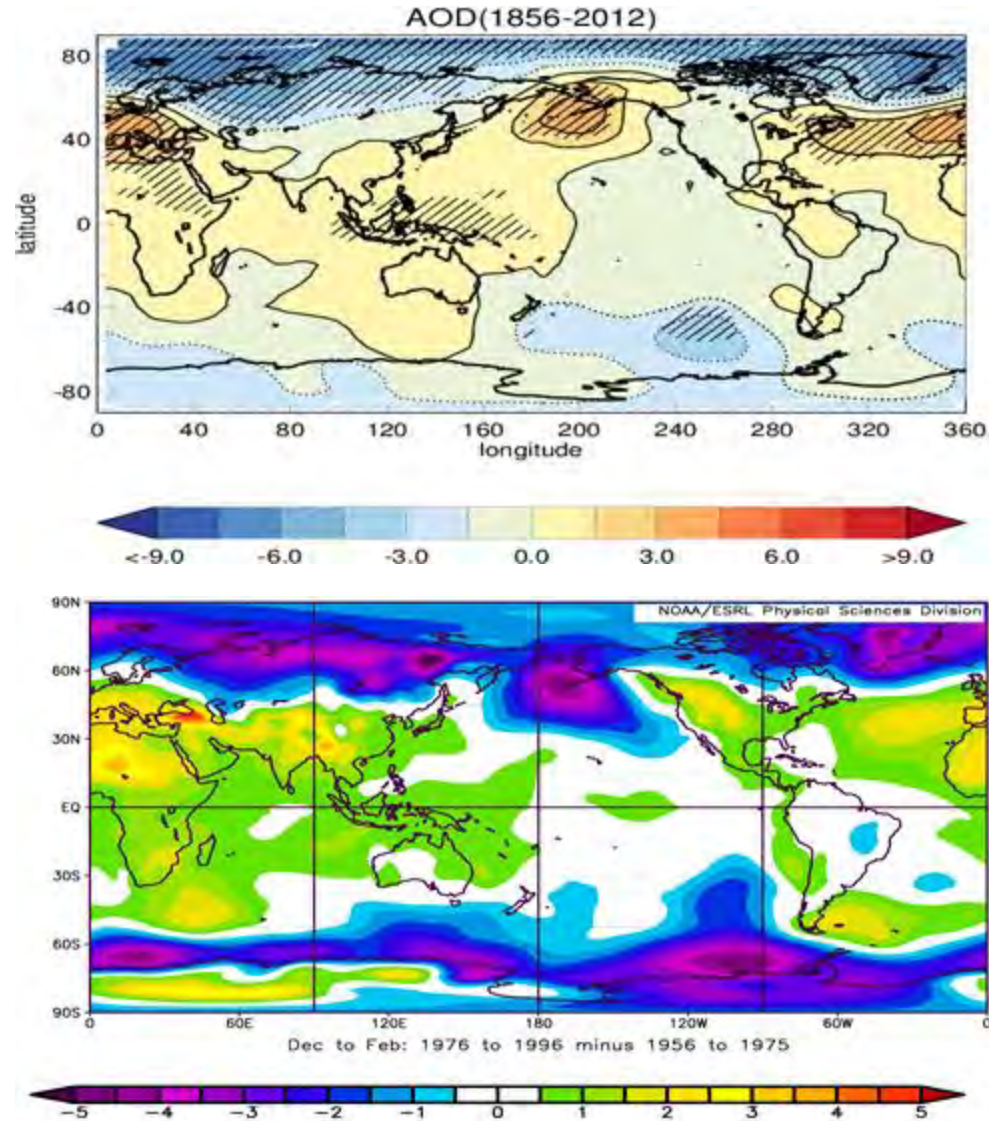 AOD(1856-2012)
80
40
0
-40
-80
latitude
0 40 80 120 160 200 240 280 320 360
longitude
<-9.0 -6.0 -3.0 0.0 3.0 6.0 >9.0
NOAA/ESRL Physical Sciences Division
90N
60N
30N
EQ
30S
60S
90S
0 60E 120E 180 120W 60W 0
Dec to Feb: 1976 to 1996 minus 1956 to 1975
-5 -4 -3 -2 -1 0 1 2 3 4 5